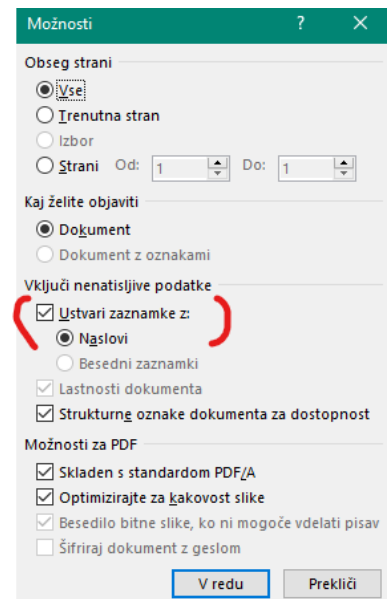 Možnosti ? ×
Obseg strani
Vse
Trenutna stran
Izbor
Strani Od: 1 Do: 1
Kaj želite objaviti
Dokument
Dokument z oznakami
Vključi nenatisljive podatke
Ustvari zaznamke z:
Naslovi
Besedni zaznamki
Lastnosti dokumenta
Strukturne oznake dokumenta za dostopnost
Možnosti za PDF
Skladen s standardom PDF/A
Optimizirajte za kakovost slike
Besedilo bitne slike, ko ni mogoče vdelati pisav
Šifriraj dokument z geslom
V redu Prekliči